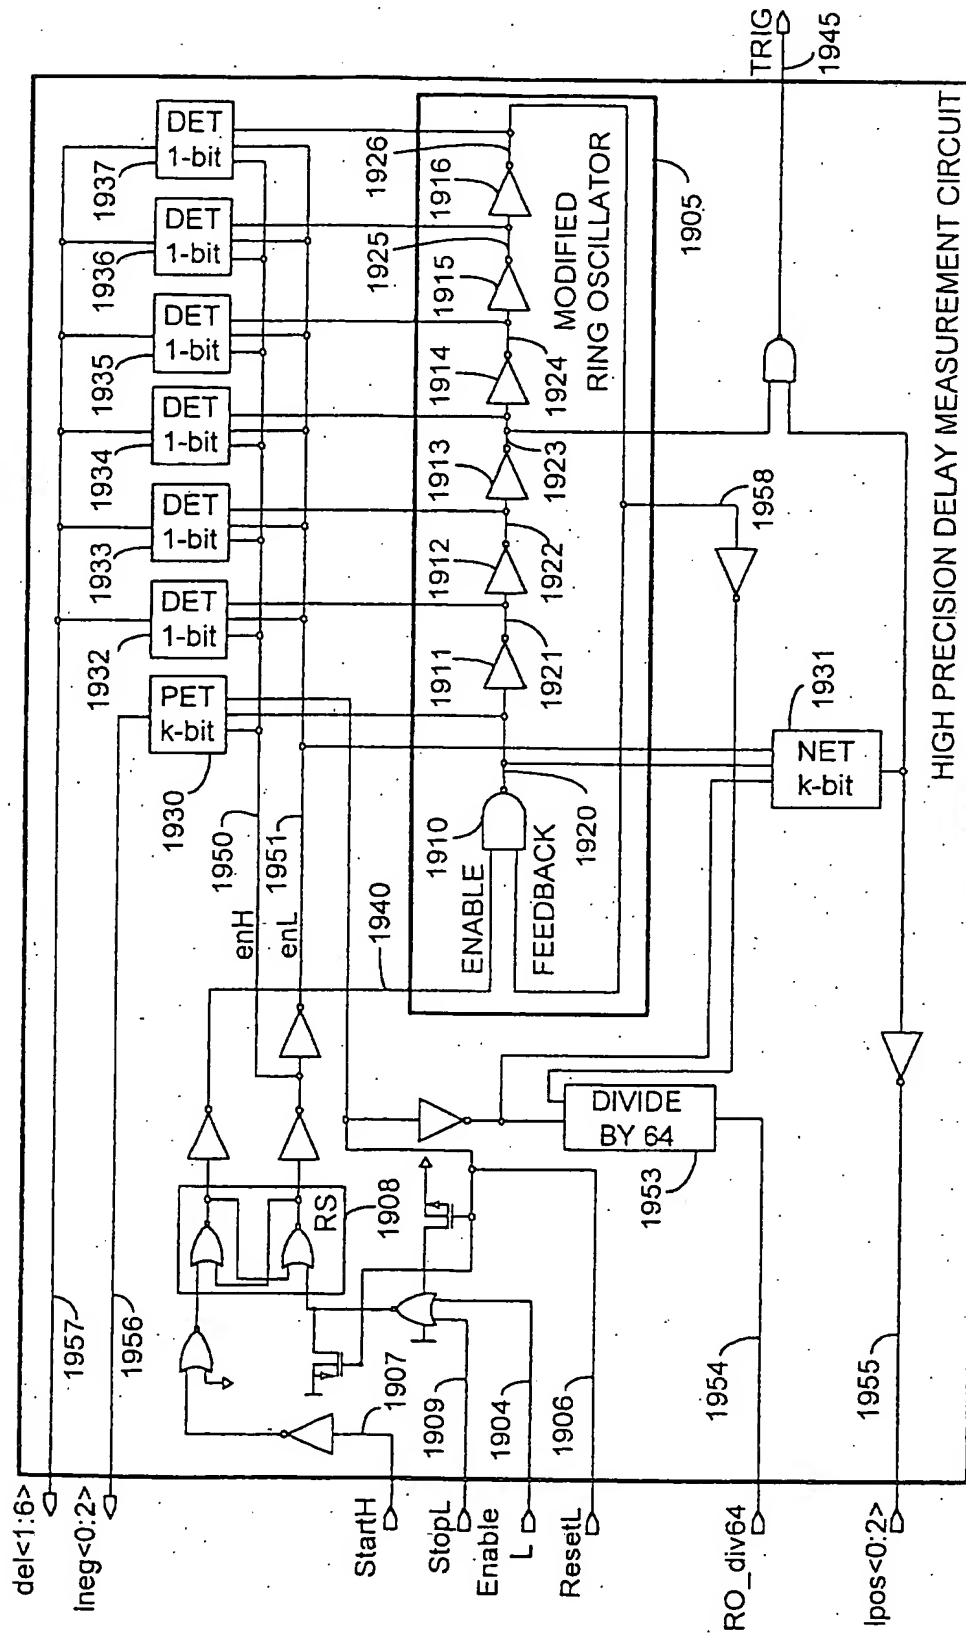 del<1:6>
1957
Ineg<0:2>
1956
StartH
1907
StopL
1909
Enable
L
1904
ResetL
1906
RO_div64
1954
Ipos<0:2>
1955
RS
1908
DIVIDE
BY 64
1953
enH
1950
enL
1951
1940
PET
k-bit
1930
DET
1-bit
1932
DET
1-bit
1933
DET
1-bit
1934
DET
1-bit
1935
DET
1-bit
1936
DET
1-bit
1937
ENABLE
1910
FEEDBACK
1920
1911
1921
1912
1922
1913
1923
1914
1924
1915
1925
1916
1926
MODIFIED
RING OSCILLATOR
1905
1958
NET
k-bit
1931
TRIG
1945
HIGH PRECISION DELAY MEASUREMENT CIRCUIT